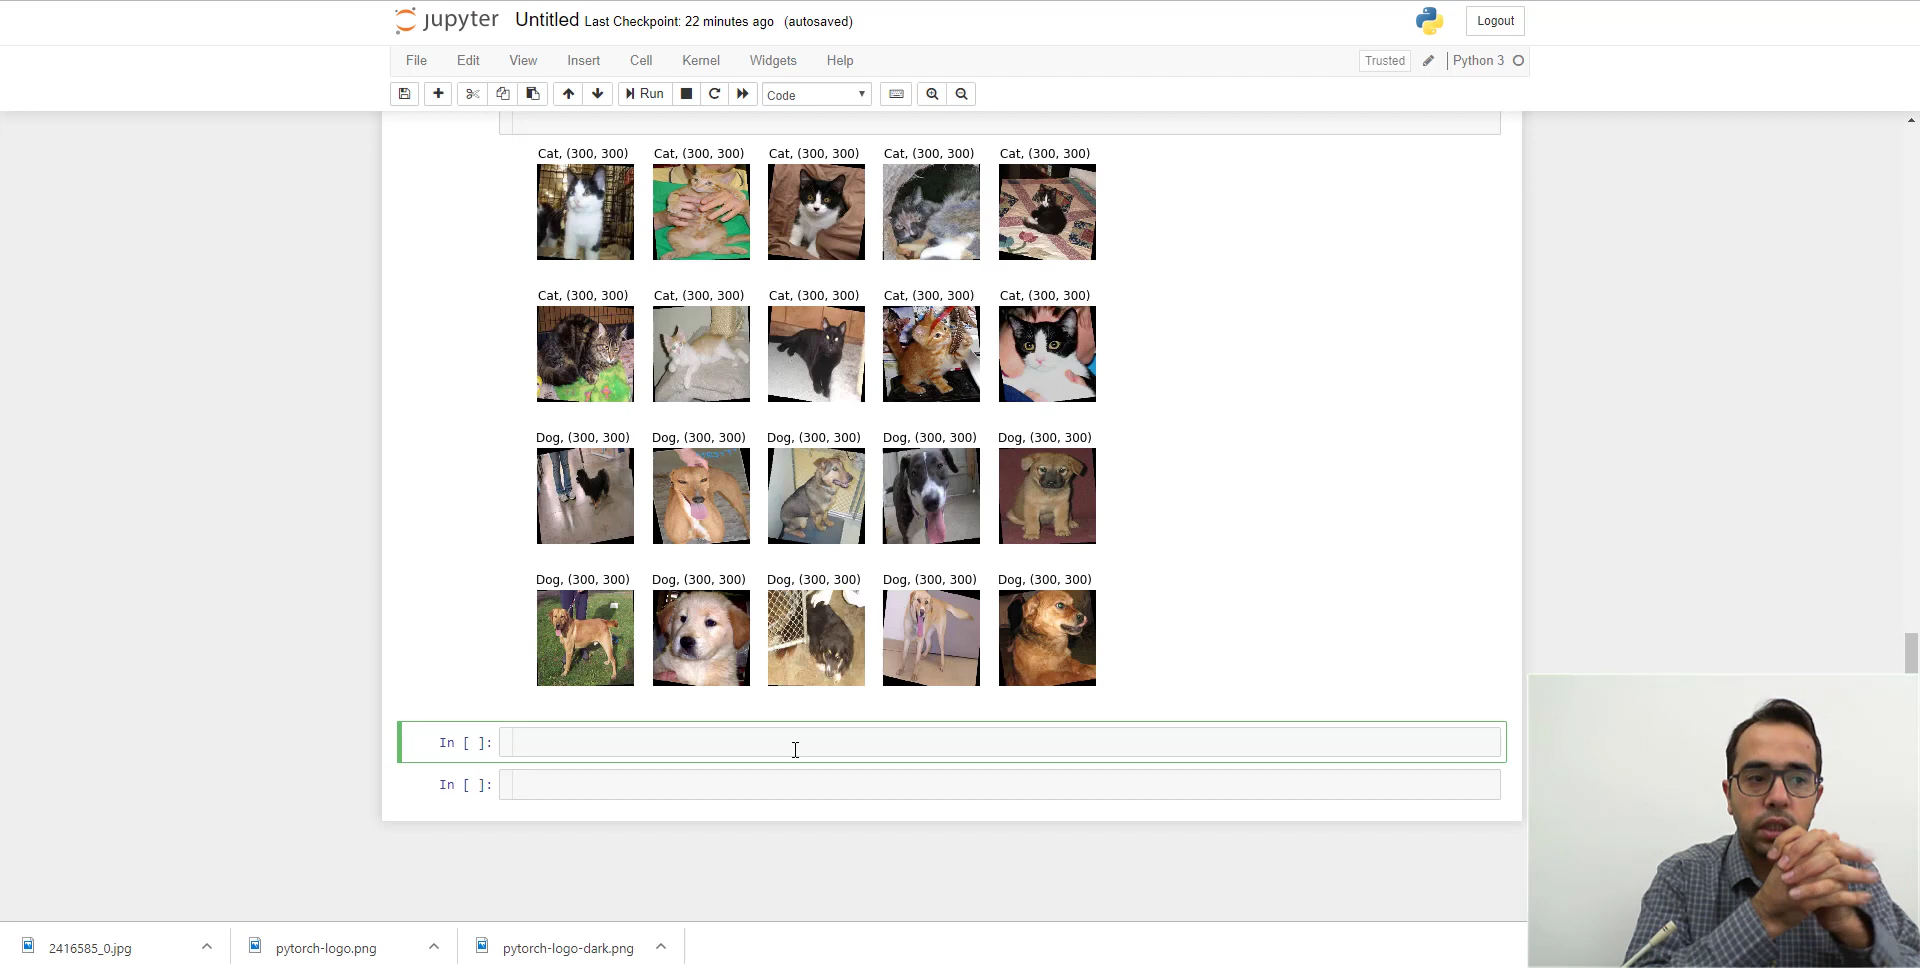 jupyter Untitled Last Checkpoint: 22 minutes ago (autosaved) Logout
File Edit View Insert Cell Kernel Widgets Help Trusted Python 3
Run Code
Cat, (300, 300) Cat, (300, 300) Cat, (300, 300) Cat, (300, 300) Cat, (300, 300)
Cat, (300, 300) Cat, (300, 300) Cat, (300, 300) Cat, (300, 300) Cat, (300, 300)
Dog, (300, 300) Dog, (300, 300) Dog, (300, 300) Dog, (300, 300) Dog, (300, 300)
Dog, (300, 300) Dog, (300, 300) Dog, (300, 300) Dog, (300, 300) Dog, (300, 300)
In [ ]:
In [ ]:
2416585_0.jpg pytorch-logo.png pytorch-logo-dark.png